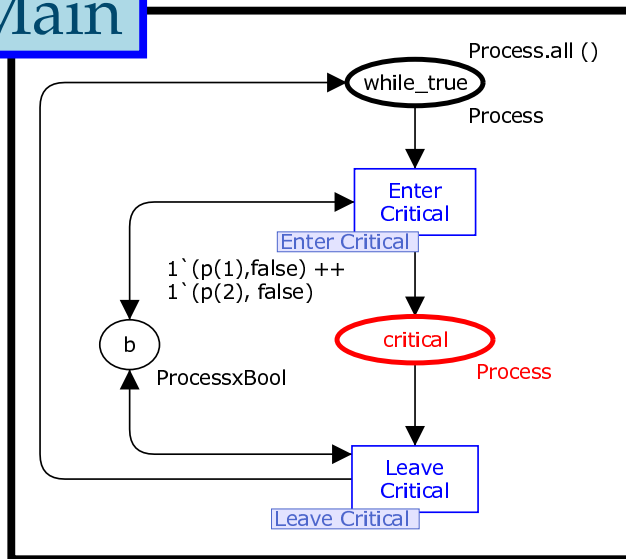 Main
Process.all ()
while_true
Process
Enter
Critical
Enter Critical
1`(p(1),false) ++
1`(p(2), false)
critical
b
Process
ProcessxBool
Leave
Critical
Leave Critical